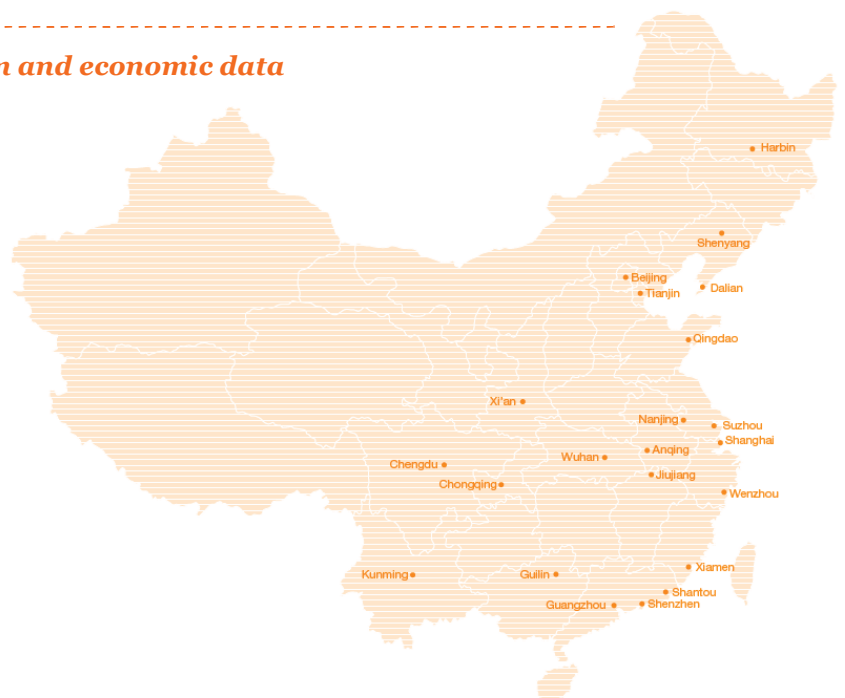 and economic data
Harbin
Shenyang
Beijing
Tianjin
Dalian
Qingdao
Xi'an
Nanjing
Suzhou
Shanghai
Anqing
Wuhan
Chengdu
Jiujiang
Chongqing
Wenzhou
Xiamen
Kunming
Guilin
Shantou
Guangzhou
Shenzhen